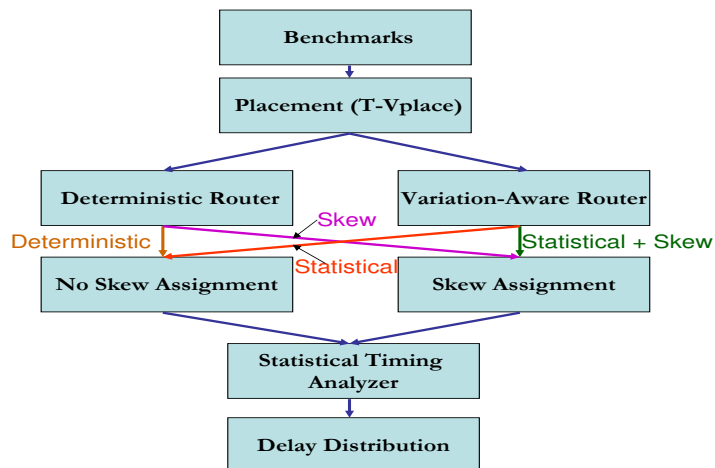 Benchmarks
Placement (T-Vplace)
Deterministic Router
Variation-Aware Router
Skew
Deterministic
Statistical + Skew
Statistical
No Skew Assignment
Skew Assignment
Statistical Timing
Analyzer
Delay Distribution